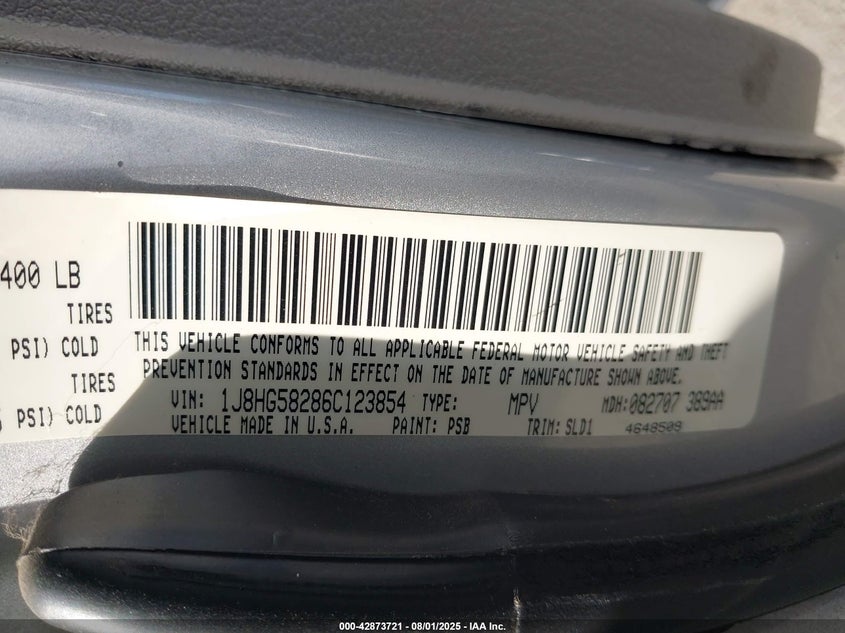 400 LB
TIRES
PSI) COLD
TIRES
PSI) COLD
THIS VEHICLE CONFORMS TO ALL APPLICABLE FEDERAL MOTOR VEHICLE SAFETY AND THEFT
PREVENTION STANDARDS IN EFFECT ON THE DATE OF MANUFACTURE SHOWN ABOVE.
VIN: 1J8HG58286C123854 TYPE: MPV MDH:082707 389AA
VEHICLE MADE IN U.S.A. PAINT: PSB TRIM: SLD1 4648509
000-42873721 - 08/01/2025 - IAA Inc.